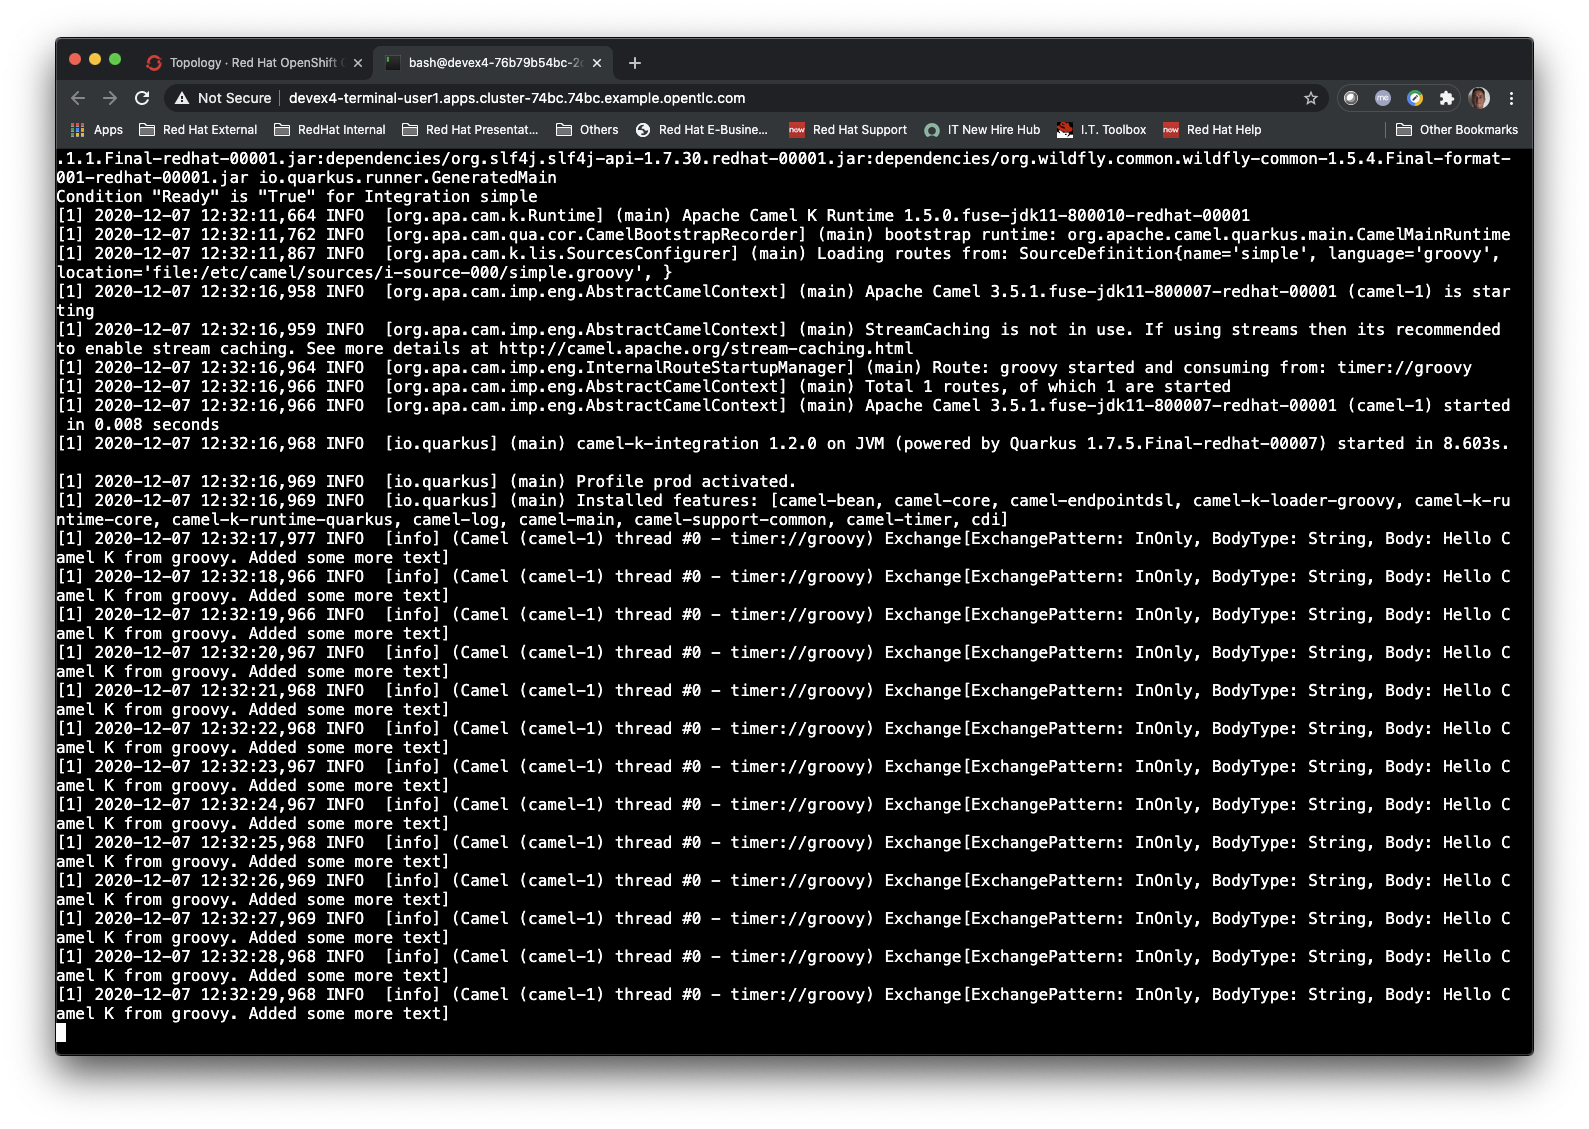 Topology · Red Hat OpenShift
bash@devex4-76b79b54bc-2
Not Secure
devex4-terminal-user1.apps.cluster-74bc.74bc.example.opentlc.com
Apps
Red Hat External
RedHat Internal
Red Hat Presentat...
Others
Red Hat E-Busine...
now
Red Hat Support
IT New Hire Hub
I.T. Toolbox
now
Red Hat Help
Other Bookmarks
.1.1.Final-redhat-00001.jar:dependencies/org.slf4j.slf4j-api-1.7.30.redhat-00001.jar:dependencies/org.wildfly.common.wildfly-common-1.5.4.Final-format-
001-redhat-00001.jar io.quarkus.runner.GeneratedMain
Condition "Ready" is "True" for Integration simple
[1] 2020-12-07 12:32:11,664 INFO  [org.apa.cam.k.Runtime] (main) Apache Camel K Runtime 1.5.0.fuse-jdk11-800010-redhat-00001
[1] 2020-12-07 12:32:11,762 INFO  [org.apa.cam.qua.cor.CamelBootstrapRecorder] (main) bootstrap runtime: org.apache.camel.quarkus.main.CamelMainRuntime
[1] 2020-12-07 12:32:11,867 INFO  [org.apa.cam.k.lis.SourcesConfigurer] (main) Loading routes from: SourceDefinition{name='simple', language='groovy',
location='file:/etc/camel/sources/i-source-000/simple.groovy', }
[1] 2020-12-07 12:32:16,958 INFO  [org.apa.cam.imp.eng.AbstractCamelContext] (main) Apache Camel 3.5.1.fuse-jdk11-800007-redhat-00001 (camel-1) is star
ting
[1] 2020-12-07 12:32:16,959 INFO  [org.apa.cam.imp.eng.AbstractCamelContext] (main) StreamCaching is not in use. If using streams then its recommended
to enable stream caching. See more details at http://camel.apache.org/stream-caching.html
[1] 2020-12-07 12:32:16,964 INFO  [org.apa.cam.imp.eng.InternalRouteStartupManager] (main) Route: groovy started and consuming from: timer://groovy
[1] 2020-12-07 12:32:16,966 INFO  [org.apa.cam.imp.eng.AbstractCamelContext] (main) Total 1 routes, of which 1 are started
[1] 2020-12-07 12:32:16,966 INFO  [org.apa.cam.imp.eng.AbstractCamelContext] (main) Apache Camel 3.5.1.fuse-jdk11-800007-redhat-00001 (camel-1) started
 in 0.008 seconds
[1] 2020-12-07 12:32:16,968 INFO  [io.quarkus] (main) camel-k-integration 1.2.0 on JVM (powered by Quarkus 1.7.5.Final-redhat-00007) started in 8.603s.
[1] 2020-12-07 12:32:16,969 INFO  [io.quarkus] (main) Profile prod activated.
[1] 2020-12-07 12:32:16,969 INFO  [io.quarkus] (main) Installed features: [camel-bean, camel-core, camel-endpointdsl, camel-k-loader-groovy, camel-k-ru
ntime-core, camel-k-runtime-quarkus, camel-log, camel-main, camel-support-common, camel-timer, cdi]
[1] 2020-12-07 12:32:17,977 INFO  [info] (Camel (camel-1) thread #0 - timer://groovy) Exchange[ExchangePattern: InOnly, BodyType: String, Body: Hello C
amel K from groovy. Added some more text]
[1] 2020-12-07 12:32:18,966 INFO  [info] (Camel (camel-1) thread #0 - timer://groovy) Exchange[ExchangePattern: InOnly, BodyType: String, Body: Hello C
amel K from groovy. Added some more text]
[1] 2020-12-07 12:32:19,966 INFO  [info] (Camel (camel-1) thread #0 - timer://groovy) Exchange[ExchangePattern: InOnly, BodyType: String, Body: Hello C
amel K from groovy. Added some more text]
[1] 2020-12-07 12:32:20,967 INFO  [info] (Camel (camel-1) thread #0 - timer://groovy) Exchange[ExchangePattern: InOnly, BodyType: String, Body: Hello C
amel K from groovy. Added some more text]
[1] 2020-12-07 12:32:21,968 INFO  [info] (Camel (camel-1) thread #0 - timer://groovy) Exchange[ExchangePattern: InOnly, BodyType: String, Body: Hello C
amel K from groovy. Added some more text]
[1] 2020-12-07 12:32:22,968 INFO  [info] (Camel (camel-1) thread #0 - timer://groovy) Exchange[ExchangePattern: InOnly, BodyType: String, Body: Hello C
amel K from groovy. Added some more text]
[1] 2020-12-07 12:32:23,967 INFO  [info] (Camel (camel-1) thread #0 - timer://groovy) Exchange[ExchangePattern: InOnly, BodyType: String, Body: Hello C
amel K from groovy. Added some more text]
[1] 2020-12-07 12:32:24,967 INFO  [info] (Camel (camel-1) thread #0 - timer://groovy) Exchange[ExchangePattern: InOnly, BodyType: String, Body: Hello C
amel K from groovy. Added some more text]
[1] 2020-12-07 12:32:25,968 INFO  [info] (Camel (camel-1) thread #0 - timer://groovy) Exchange[ExchangePattern: InOnly, BodyType: String, Body: Hello C
amel K from groovy. Added some more text]
[1] 2020-12-07 12:32:26,969 INFO  [info] (Camel (camel-1) thread #0 - timer://groovy) Exchange[ExchangePattern: InOnly, BodyType: String, Body: Hello C
amel K from groovy. Added some more text]
[1] 2020-12-07 12:32:27,969 INFO  [info] (Camel (camel-1) thread #0 - timer://groovy) Exchange[ExchangePattern: InOnly, BodyType: String, Body: Hello C
amel K from groovy. Added some more text]
[1] 2020-12-07 12:32:28,968 INFO  [info] (Camel (camel-1) thread #0 - timer://groovy) Exchange[ExchangePattern: InOnly, BodyType: String, Body: Hello C
amel K from groovy. Added some more text]
[1] 2020-12-07 12:32:29,968 INFO  [info] (Camel (camel-1) thread #0 - timer://groovy) Exchange[ExchangePattern: InOnly, BodyType: String, Body: Hello C
amel K from groovy. Added some more text]